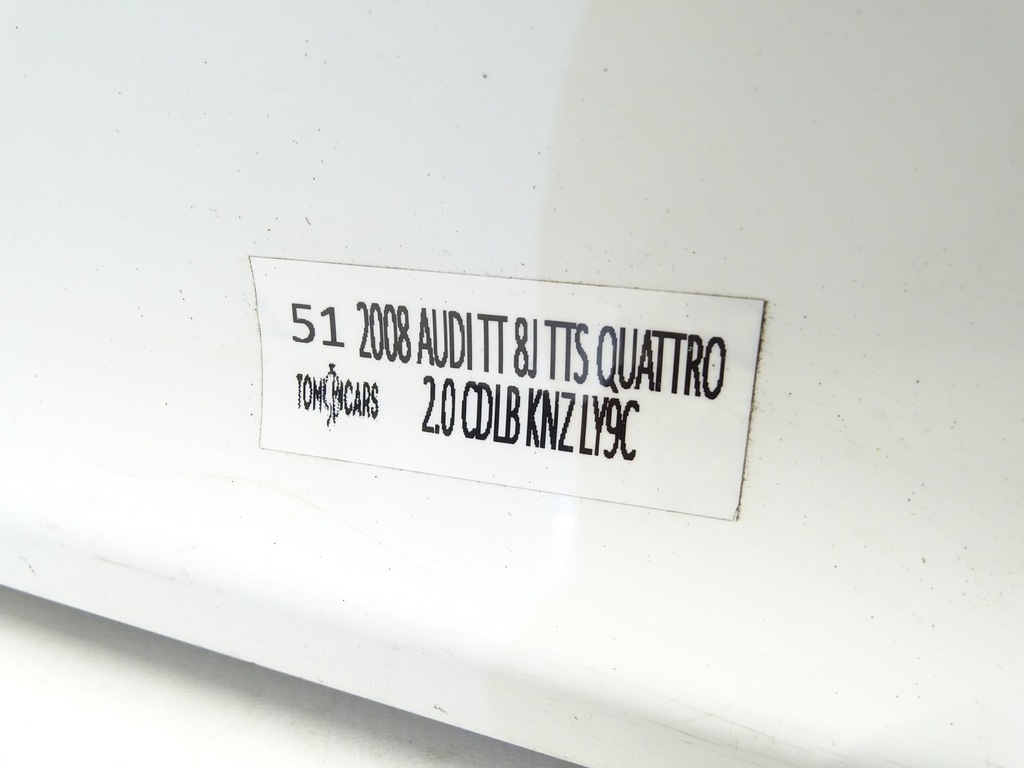 51 2008 AUDI TT 8J TTS QUATTRO
TOM CARS 2.0 CDLB KNZ LY9C